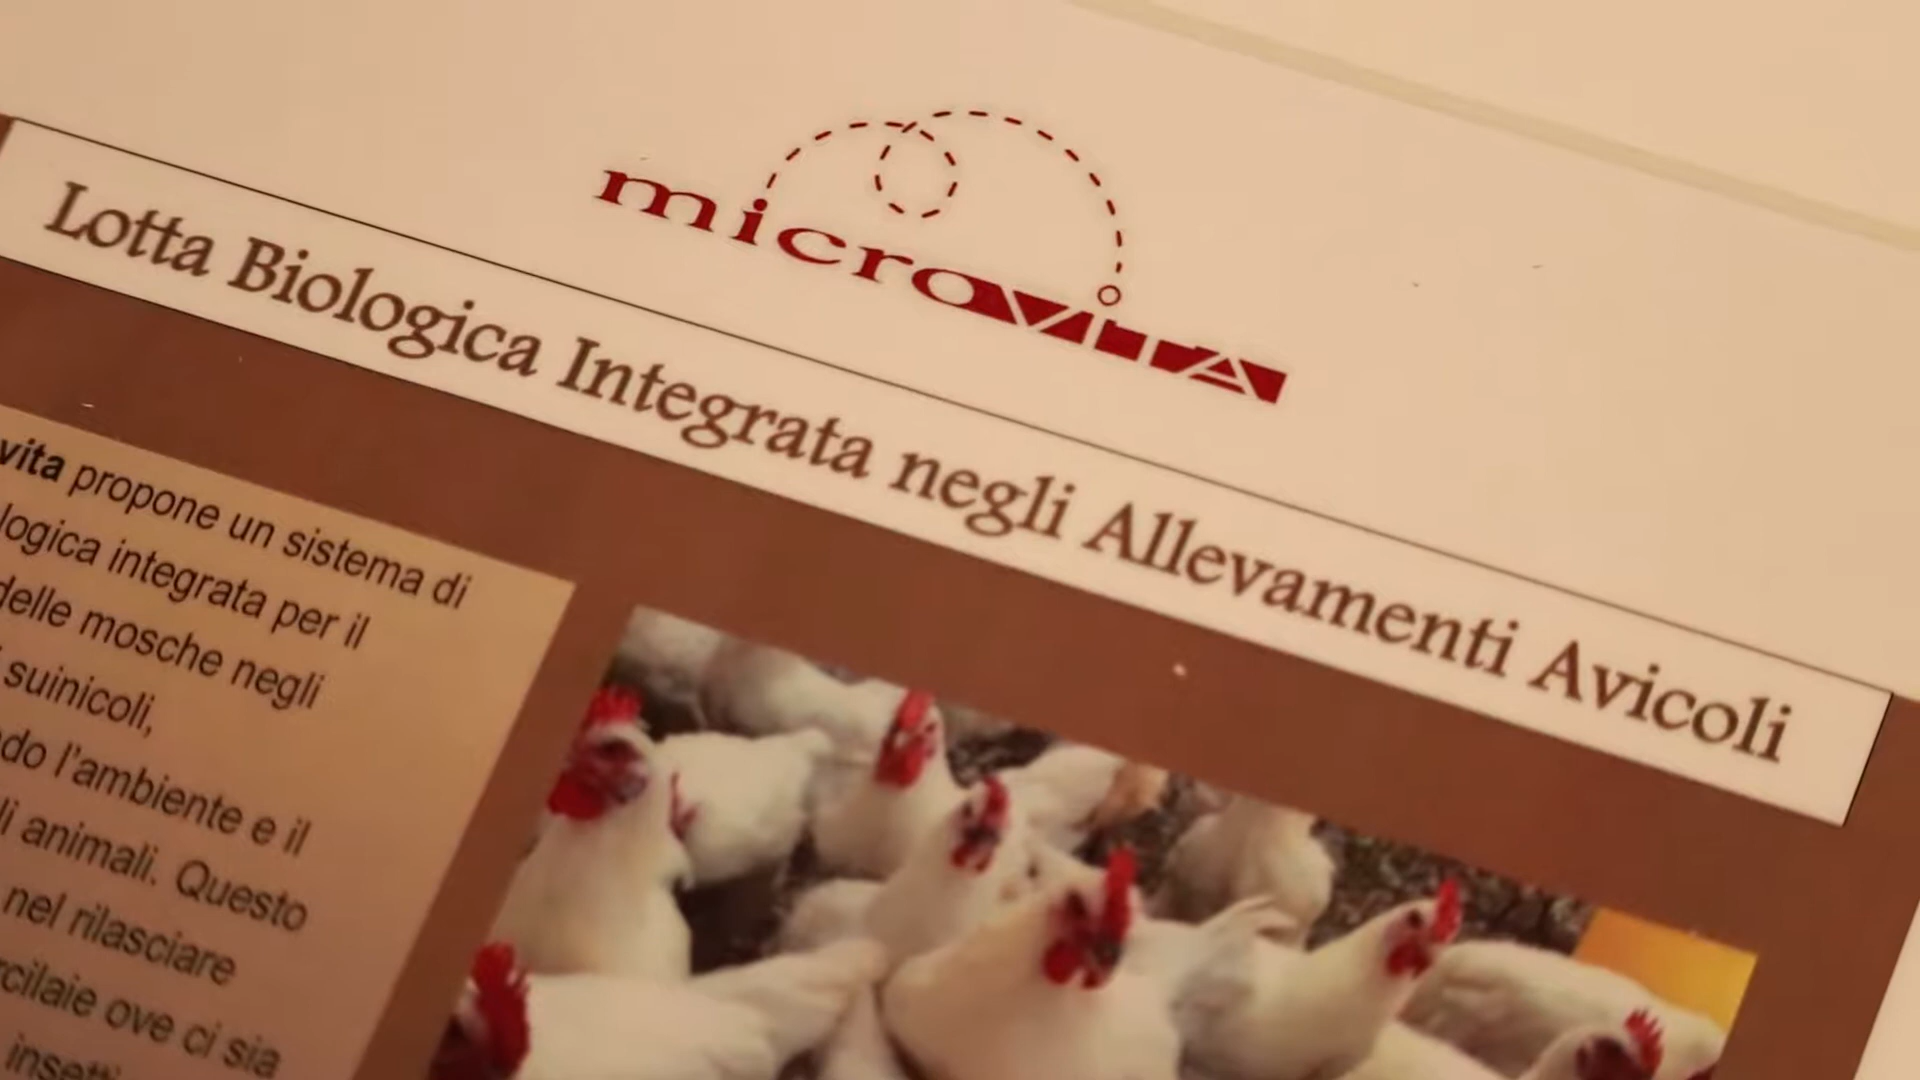 microVITA
Lotta Biologica Integrata negli Allevamenti Avicoli
vita propone un sistema di
logica integrata per il
delle mosche negli
suinicoli,
do l'ambiente e il
li animali. Questo
nel rilasciare
rcilaie ove ci sia
insetti